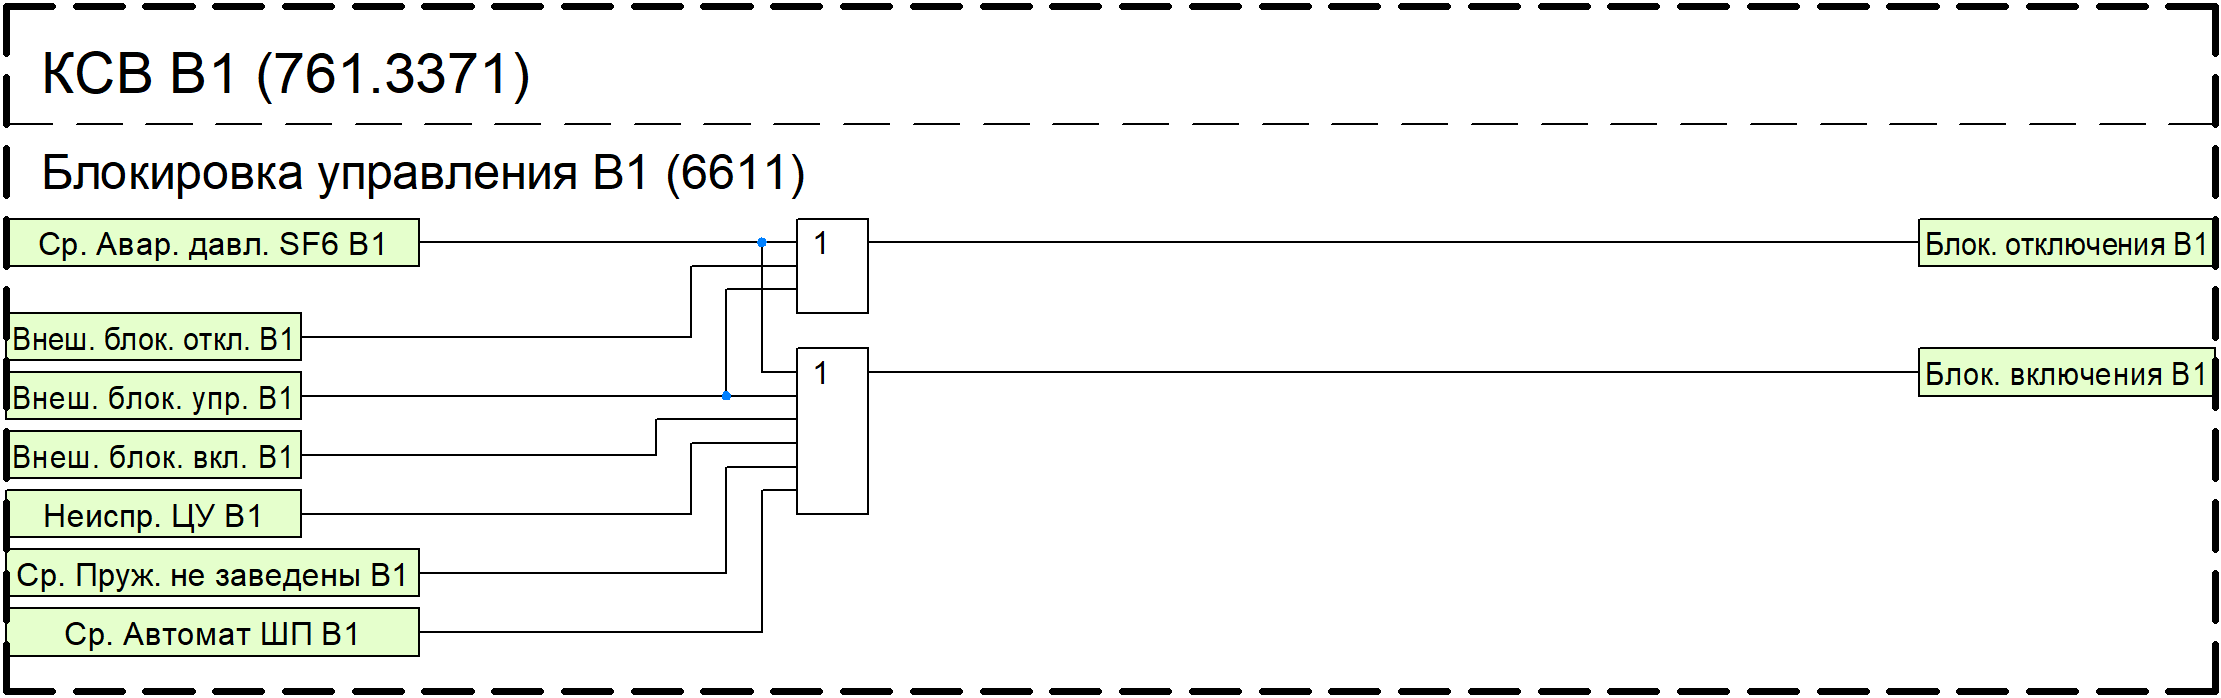 КСВ В1 (761.3371)
Блокировка управления В1 (6611)
Ср. Авар. давл. SF6 В1
1
Блок. отключения В1
Внеш. блок. откл. В1
1
Блок. включения В1
Внеш. блок. упр. В1
Внеш. блок. вкл. В1
Неиспр. ЦУ В1
Ср. Пруж. не заведены В1
Ср. Автомат ШП В1